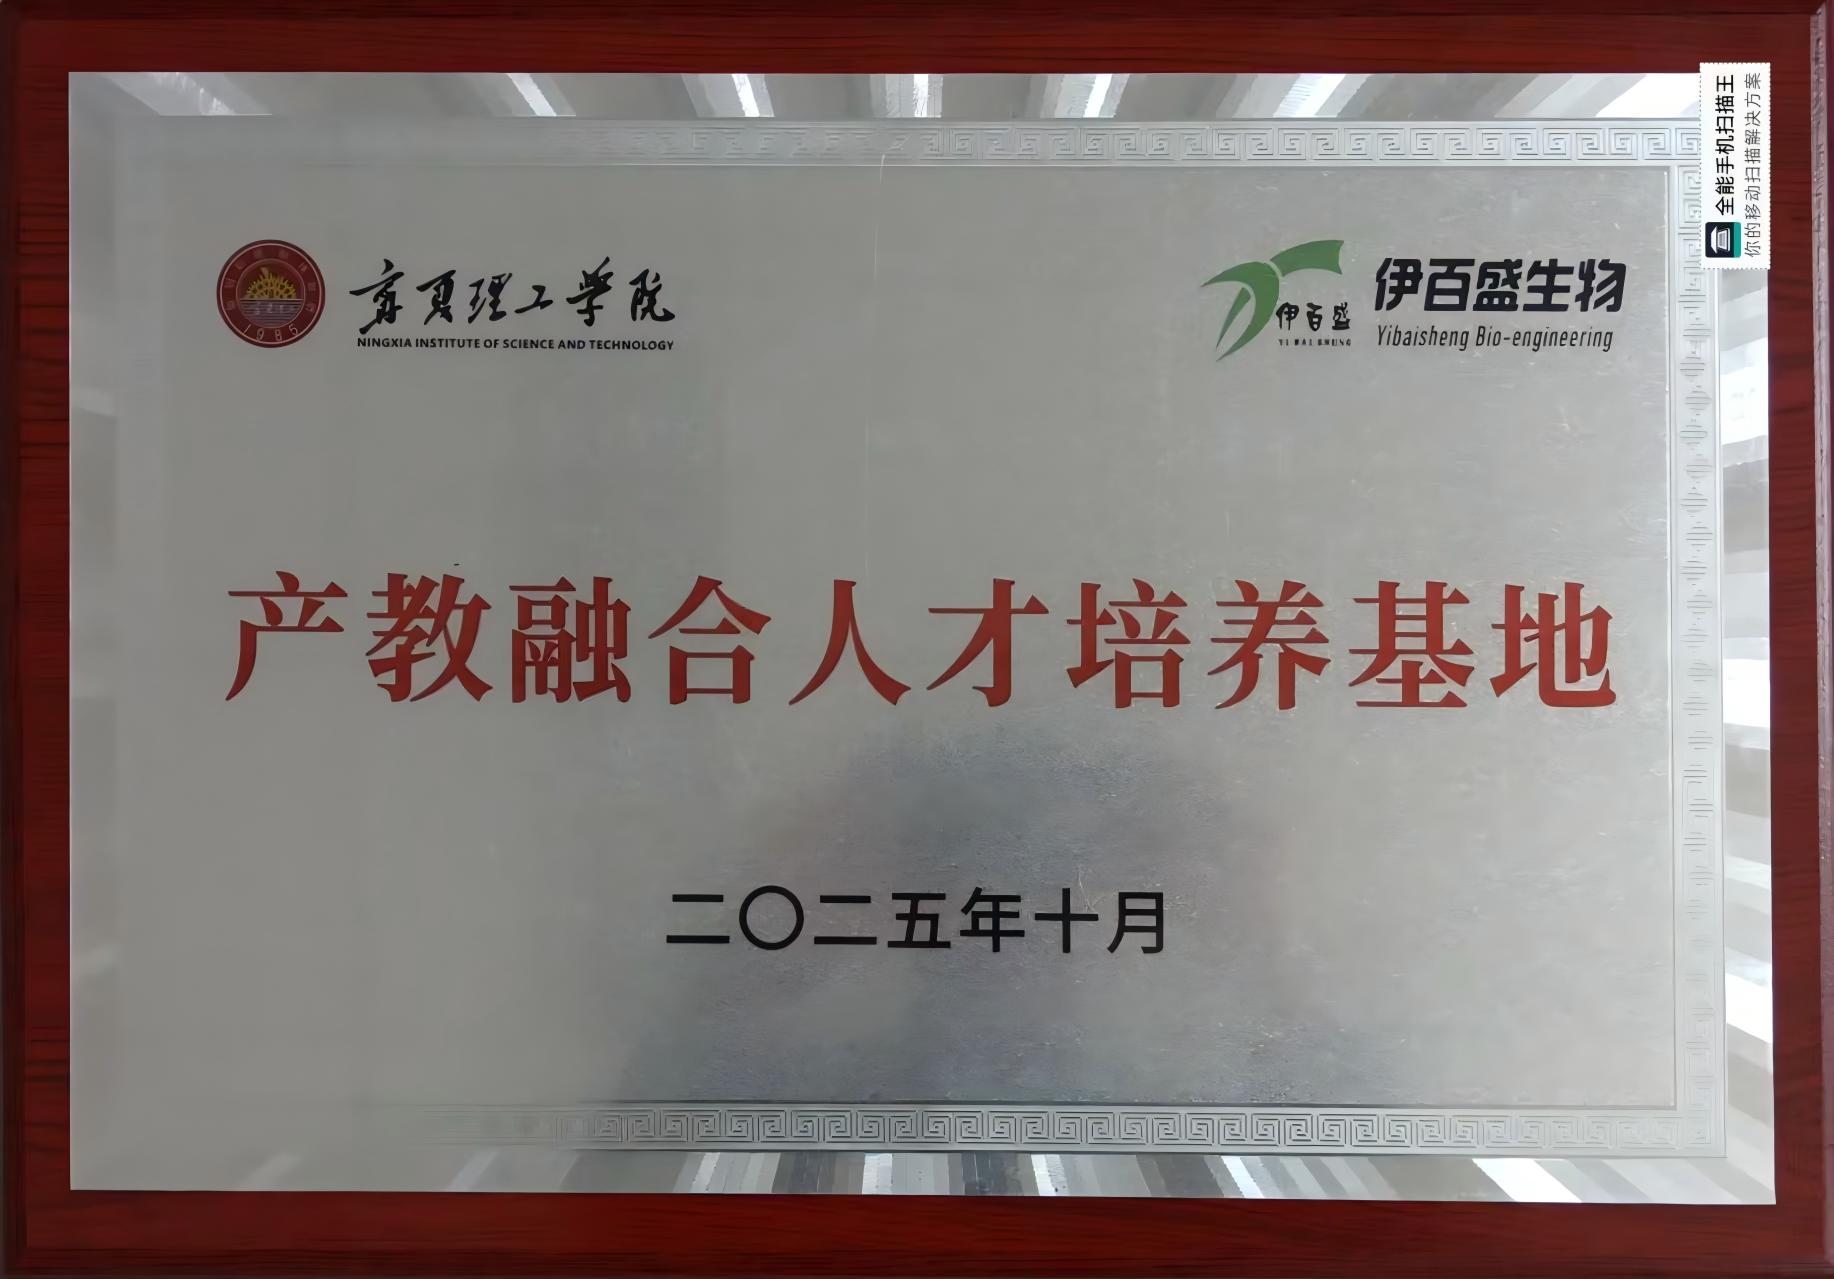 宁夏理工学院
NINGXIA INSTITUTE OF SCIENCE AND TECHNOLOGY
1985
伊百盛
YI BAI SHENG
伊百盛生物
Yibaisheng Bio-engineering
全能手机扫描王
你的移动扫描解决方案
产教融合人才培养基地
二〇二五年十月